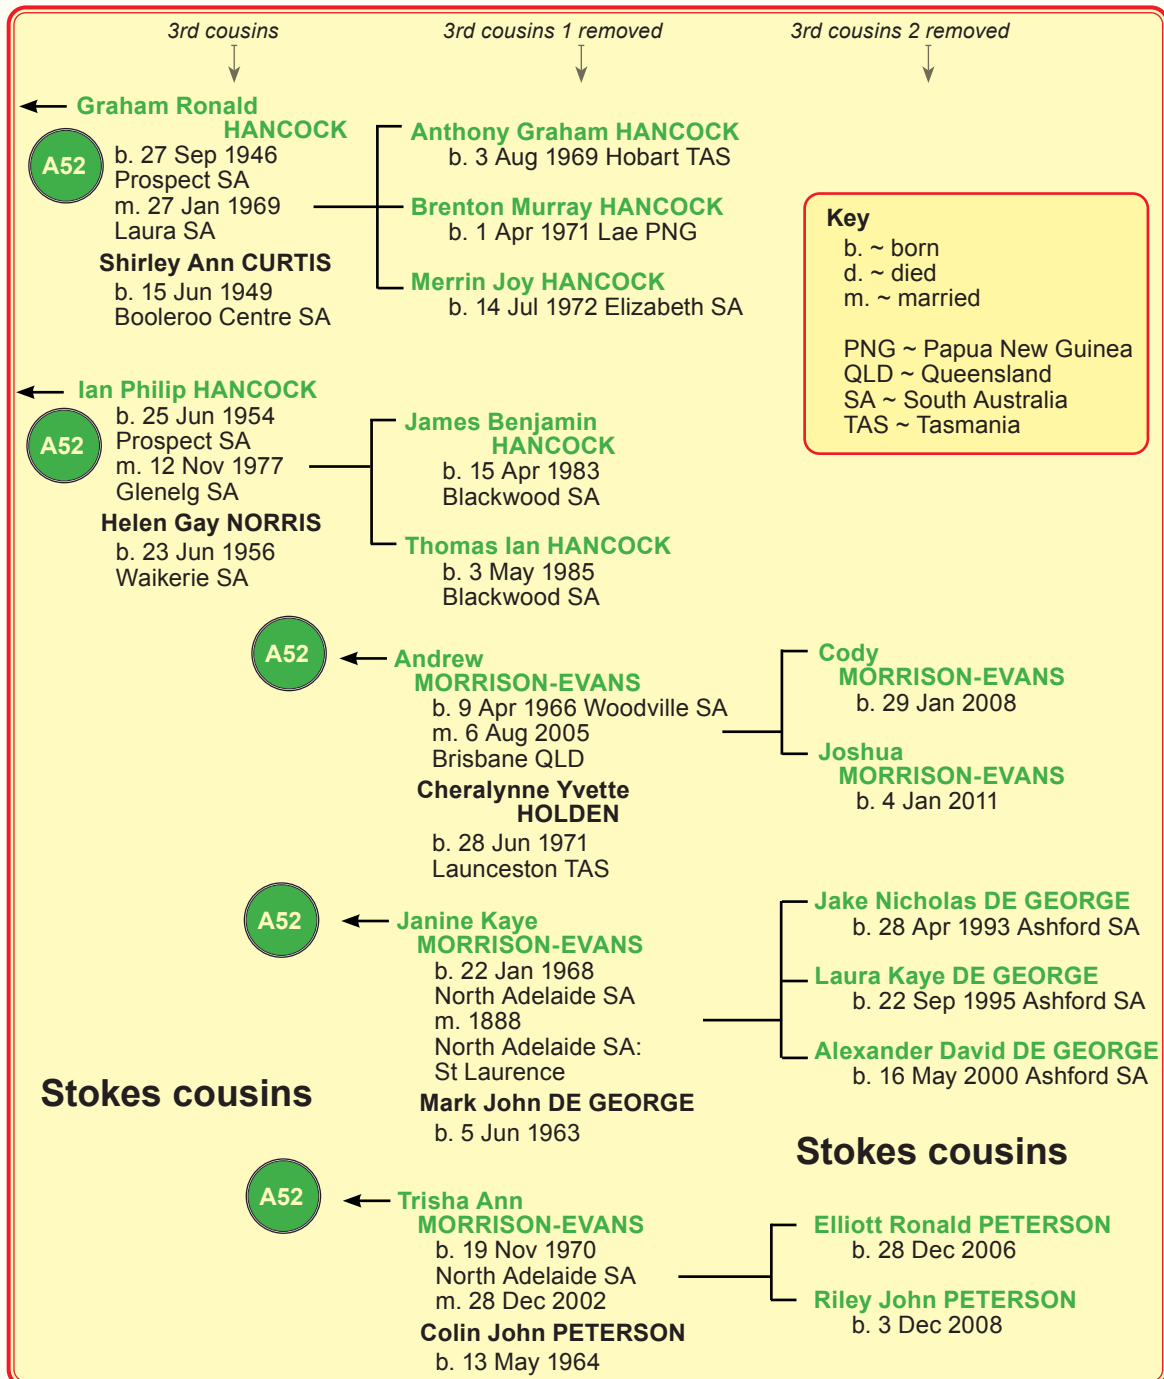 3rd cousins
3rd cousins 1 removed
3rd cousins 2 removed
Graham Ronald
HANCOCK
A52
b. 27 Sep 1946
Prospect SA
m. 27 Jan 1969
Laura SA
Shirley Ann CURTIS
b. 15 Jun 1949
Booleroo Centre SA
Anthony Graham HANCOCK
b. 3 Aug 1969 Hobart TAS
Brenton Murray HANCOCK
b. 1 Apr 1971 Lae PNG
Merrin Joy HANCOCK
b. 14 Jul 1972 Elizabeth SA
Key
b. ~ born
d. ~ died
m. ~ married
PNG ~ Papua New Guinea
QLD ~ Queensland
SA ~ South Australia
TAS ~ Tasmania
Ian Philip HANCOCK
A52
b. 25 Jun 1954
Prospect SA
m. 12 Nov 1977
Glenelg SA
Helen Gay NORRIS
b. 23 Jun 1956
Waikerie SA
James Benjamin
HANCOCK
b. 15 Apr 1983
Blackwood SA
Thomas Ian HANCOCK
b. 3 May 1985
Blackwood SA
A52
Andrew
MORRISON-EVANS
b. 9 Apr 1966 Woodville SA
m. 6 Aug 2005
Brisbane QLD
Cheralynne Yvette
HOLDEN
b. 28 Jun 1971
Launceston TAS
Cody
MORRISON-EVANS
b. 29 Jan 2008
Joshua
MORRISON-EVANS
b. 4 Jan 2011
A52
Janine Kaye
MORRISON-EVANS
b. 22 Jan 1968
North Adelaide SA
m. 1888
North Adelaide SA:
St Laurence
Mark John DE GEORGE
b. 5 Jun 1963
Jake Nicholas DE GEORGE
b. 28 Apr 1993 Ashford SA
Laura Kaye DE GEORGE
b. 22 Sep 1995 Ashford SA
Alexander David DE GEORGE
b. 16 May 2000 Ashford SA
Stokes cousins
Stokes cousins
A52
Trisha Ann
MORRISON-EVANS
b. 19 Nov 1970
North Adelaide SA
m. 28 Dec 2002
Colin John PETERSON
b. 13 May 1964
Elliott Ronald PETERSON
b. 28 Dec 2006
Riley John PETERSON
b. 3 Dec 2008